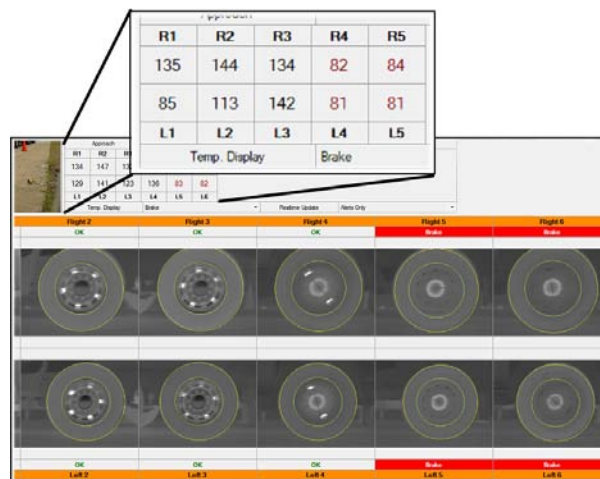 R1 R2 R3 R4 R5
135 144 134 82 84
85 113 142 81 81
L1 L2 L3 L4 L5
Temp. Display Brake
Approach
R1 R2
134 147
129 141 123 136 83 82
L1 L2 L3 L4 L5 L6
Temp. Display Brake Realtime Update Alerts Only
Right 2 Right 3 Right 4 Right 5 Right 6
OK OK OK Brake Brake
OK OK OK Brake Brake
Left 2 Left 3 Left 4 Left 5 Left 6